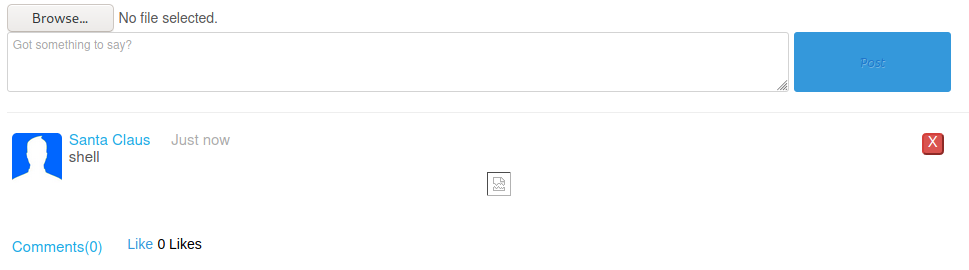 Browse... No file selected.
Got something to say?
Post
Santa Claus Just now
X
shell
Comments(0) Like 0 Likes